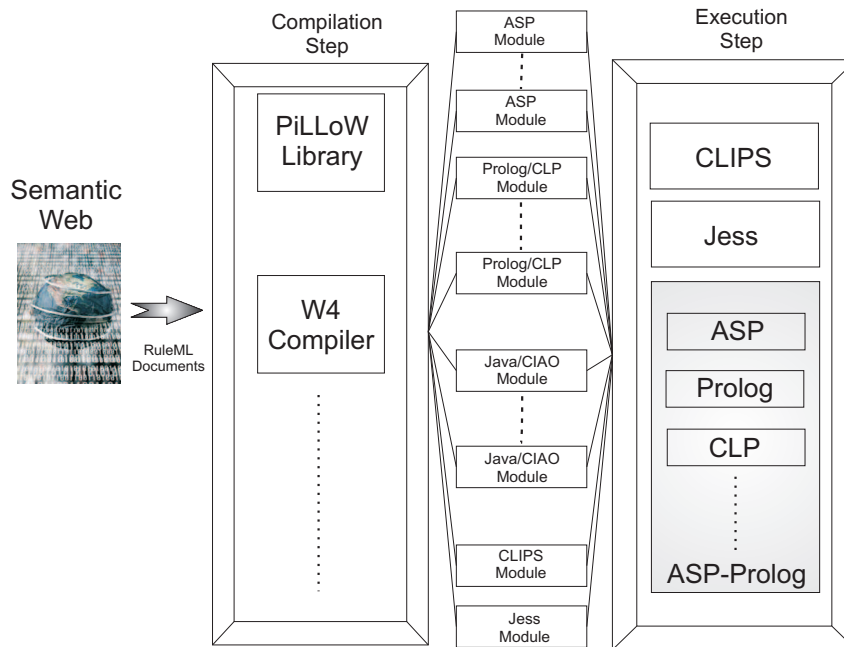 Semantic
Web
RuleML
Documents
Compilation
Step
PiLLoW
Library
W4
Compiler
ASP
Module
ASP
Module
Prolog/CLP
Module
Prolog/CLP
Module
Java/CIAO
Module
Java/CIAO
Module
CLIPS
Module
Jess
Module
Execution
Step
CLIPS
Jess
ASP
Prolog
CLP
ASP-Prolog